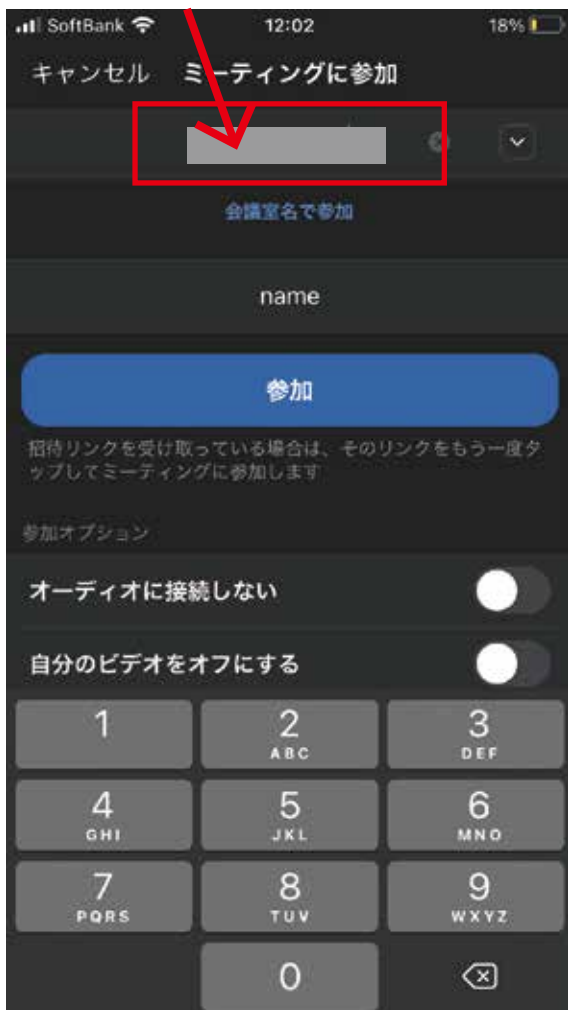 SoftBank 12:02 18%
キャンセル ミーティングに参加
会議室名で参加
name
参加
招待リンクを受け取っている場合は、そのリンクをもう一度タ
ップしてミーティングに参加します
参加オプション
オーディオに接続しない
自分のビデオをオフにする
1 2 3
ABC DEF
4 5 6
GHI JKL MNO
7 8 9
PQRS TUV WXYZ
0